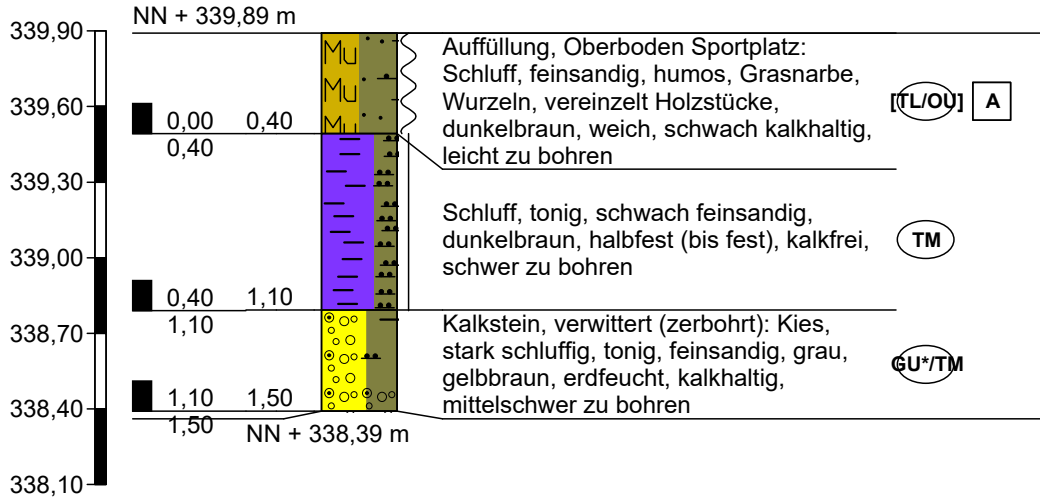 NN + 339,89 m
339,90
339,60
339,30
339,00
338,70
338,40
338,10
0,00 0,40
0,40
0,40 1,10
1,10
1,10 1,50
1,50
NN + 338,39 m
Mu
Mu
Mu
Auffüllung, Oberboden Sportplatz:
Schluff, feinsandig, humos, Grasnarbe,
Wurzeln, vereinzelt Holzstücke,
dunkelbraun, weich, schwach kalkhaltig,
leicht zu bohren
[TL/OU] A
Schluff, tonig, schwach feinsandig,
dunkelbraun, halbfest (bis fest), kalkfrei,
schwer zu bohren
TM
Kalkstein, verwittert (zerbohrt): Kies,
stark schluffig, tonig, feinsandig, grau,
gelbbraun, erdfeucht, kalkhaltig,
mittelschwer zu bohren
GU*/TM